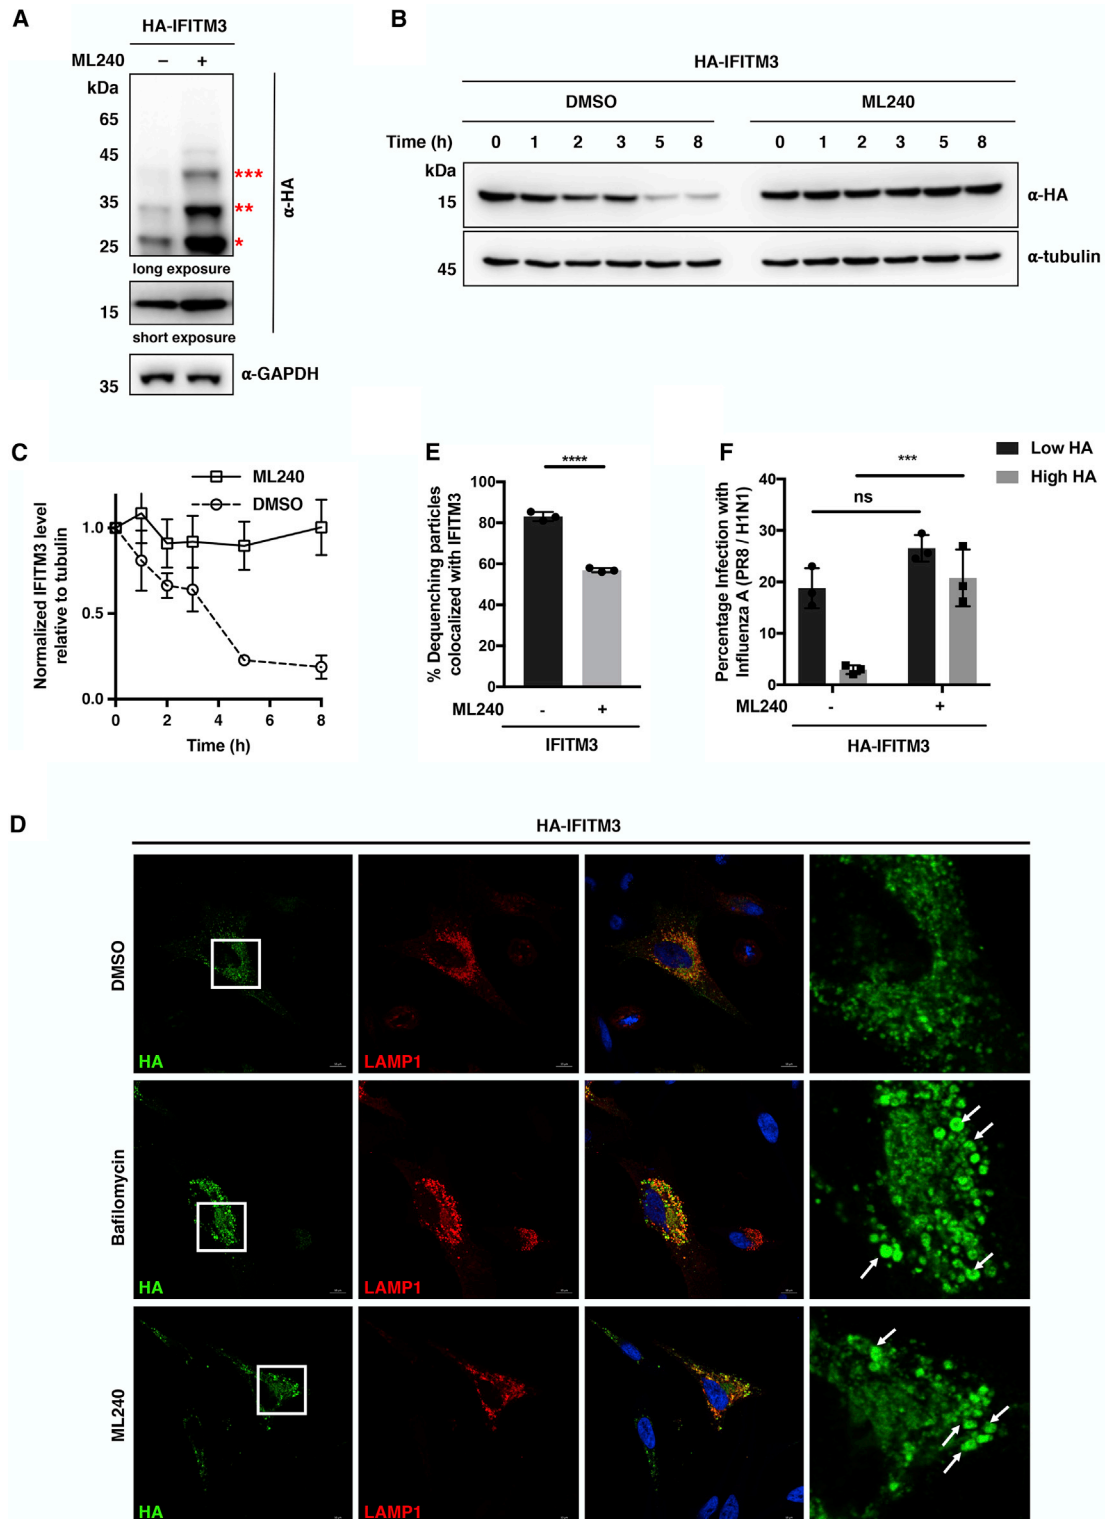 A
HA-IFITM3
ML240 – +
kDa
65
45
35
25
***
**
*
long exposure
15
short exposure
α-HA
35
α-GAPDH
B
HA-IFITM3
DMSO ML240
Time (h) 0 1 2 3 5 8 0 1 2 3 5 8
kDa
15
α-HA
45
α-tubulin
C
ML240
DMSO
Normalized IFITM3 level
relative to tubulin
1.0
0.5
0.0
0 2 4 6 8
Time (h)
E
****
% Dequenching particles
colocalized with IFITM3
100
80
60
40
20
0
ML240 - +
IFITM3
F
Low HA
High HA
***
ns
Percentage Infection with
Influenza A (PR8 / H1N1)
40
30
20
10
0
ML240 - +
HA-IFITM3
D
HA-IFITM3
DMSO
HA LAMP1
Bafilomycin
HA LAMP1
ML240
HA LAMP1